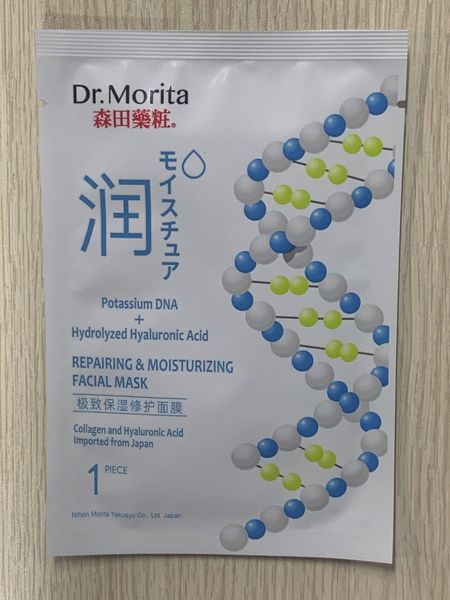 Dr.Morita
森田藥粧®
润
モイスチュア
Potassium DNA
+
Hydrolyzed Hyaluronic Acid
REPAIRING & MOISTURIZING
FACIAL MASK
极致保湿修护面膜
Collagen and Hyaluronic Acid
Imported from Japan
1 PIECE
Nihon Morita Yakusyo Co., Ltd. Japan